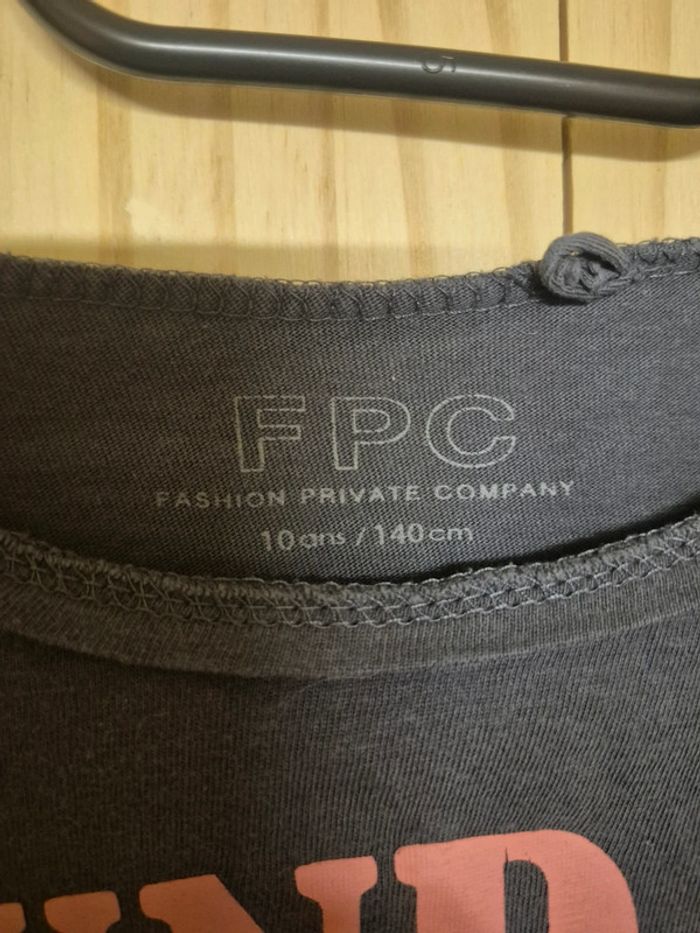 FPC
FASHION PRIVATE COMPANY
10ans / 140cm